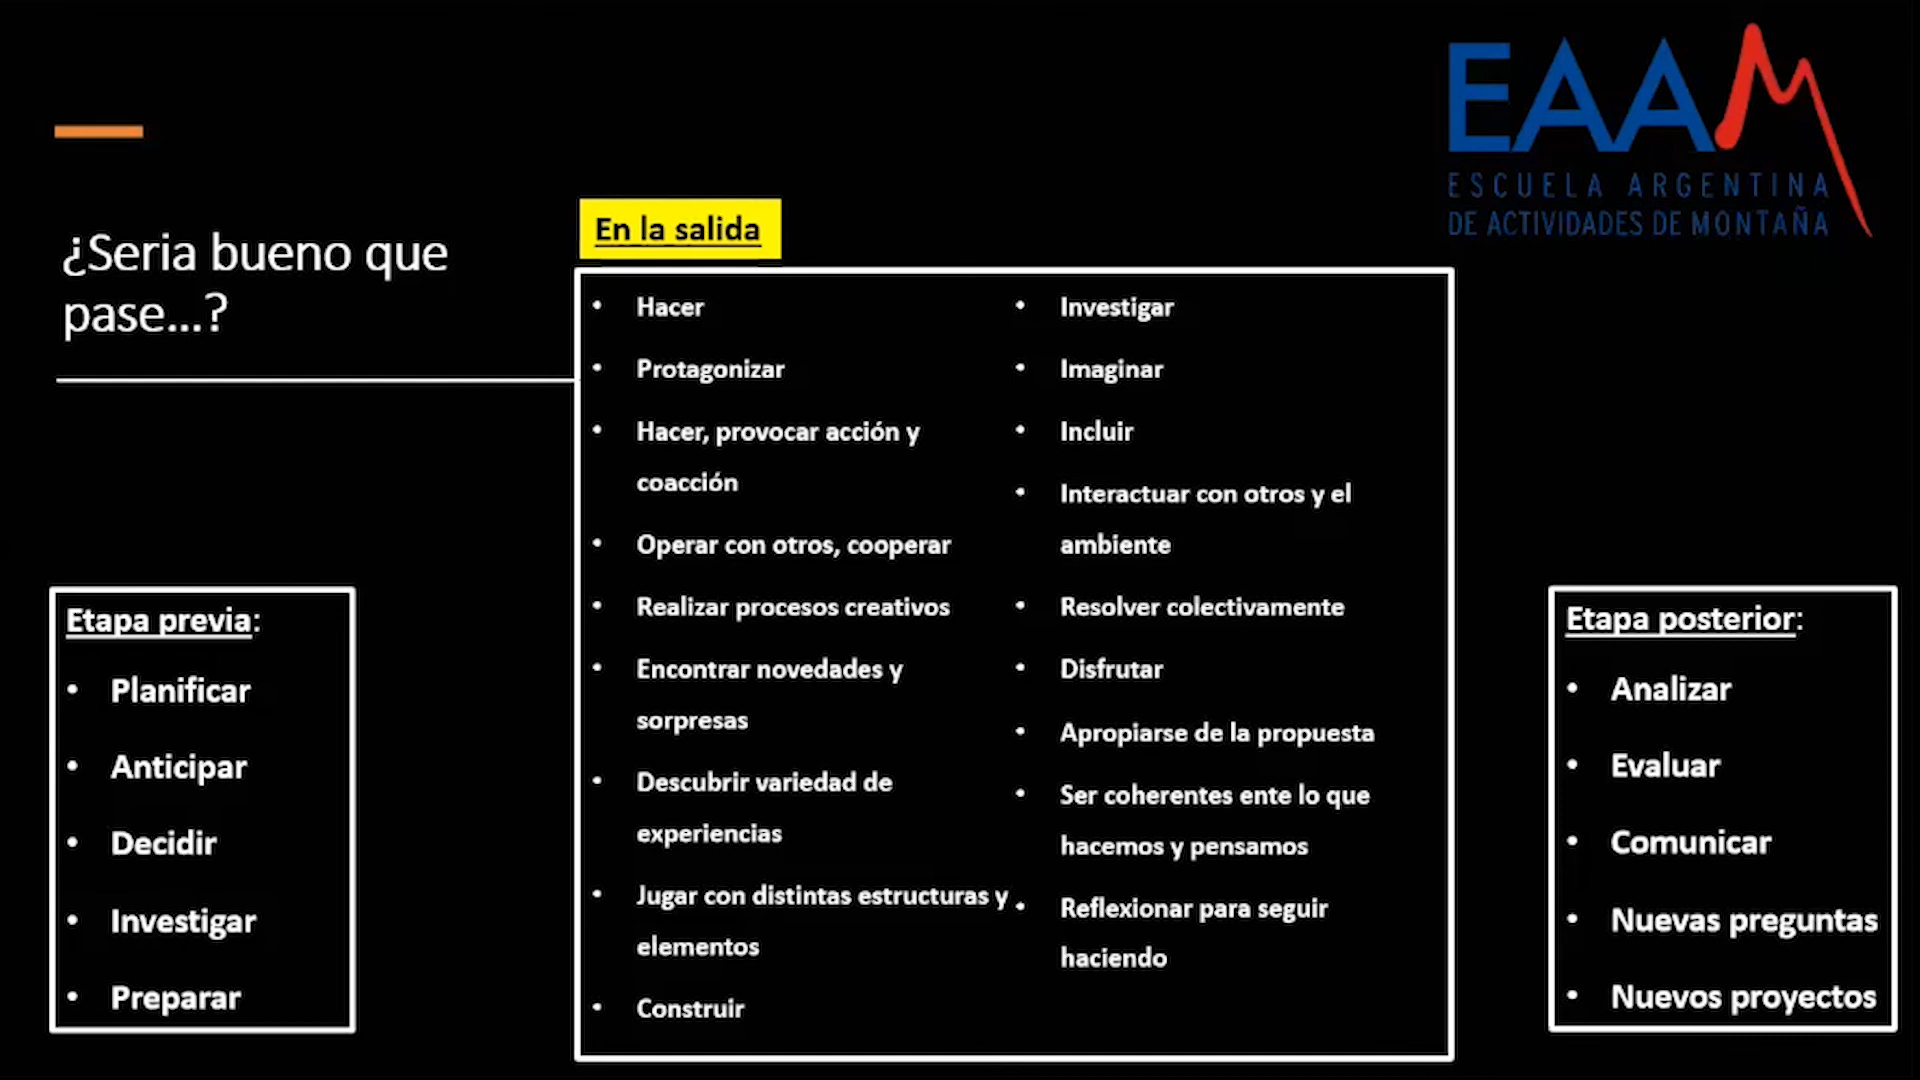 EAAM
ESCUELA ARGENTINA
DE ACTIVIDADES DE MONTAÑA
¿Seria bueno que
pase...?
Etapa previa:
• Planificar
• Anticipar
• Decidir
• Investigar
• Preparar
En la salida
• Hacer
• Protagonizar
• Hacer, provocar acción y
coacción
• Operar con otros, cooperar
• Realizar procesos creativos
• Encontrar novedades y
sorpresas
• Descubrir variedad de
experiencias
• Jugar con distintas estructuras y
elementos
• Construir
• Investigar
• Imaginar
• Incluir
• Interactuar con otros y el
ambiente
• Resolver colectivamente
• Disfrutar
• Apropiarse de la propuesta
• Ser coherentes ente lo que
hacemos y pensamos
• Reflexionar para seguir
haciendo
Etapa posterior:
• Analizar
• Evaluar
• Comunicar
• Nuevas preguntas
• Nuevos proyectos